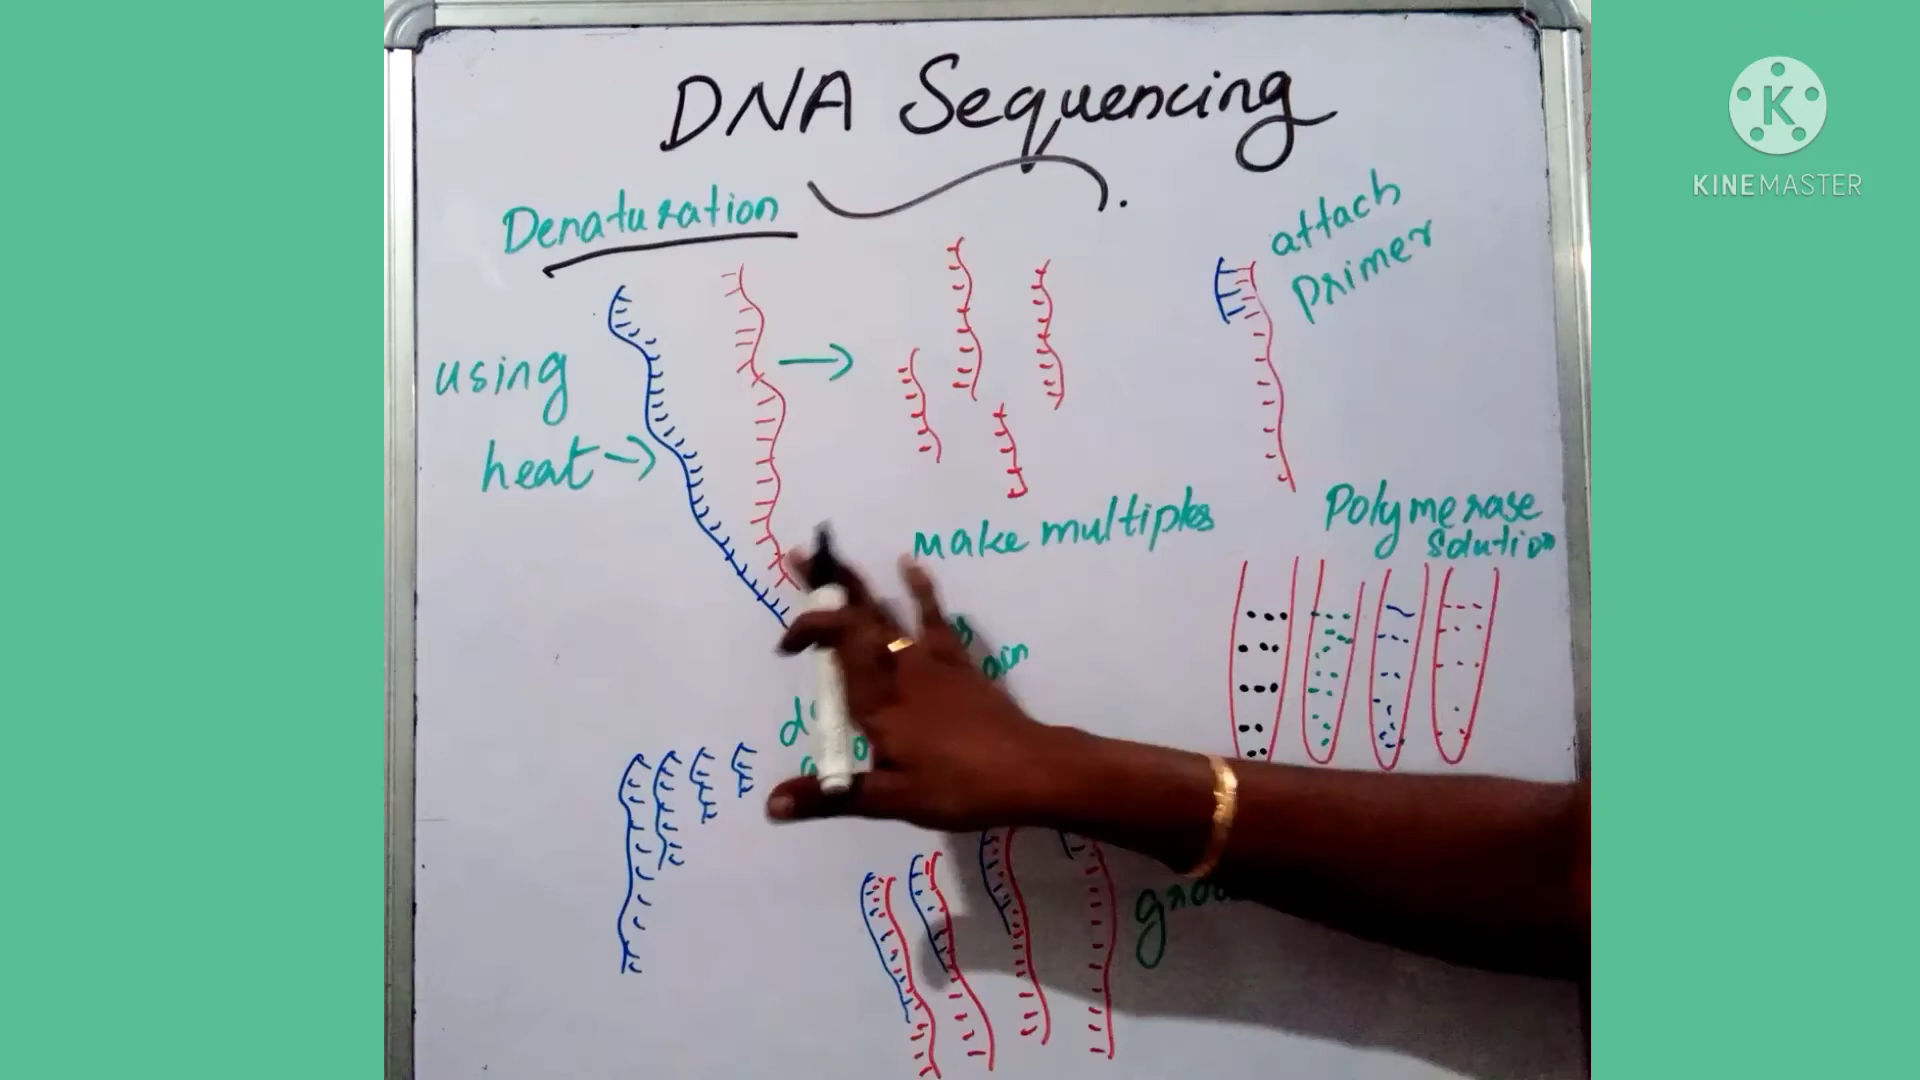 DNA Sequencing
Denaturation
using
heat
attach
primer
make multiples
Polymerase
solution
K
KINEMASTER